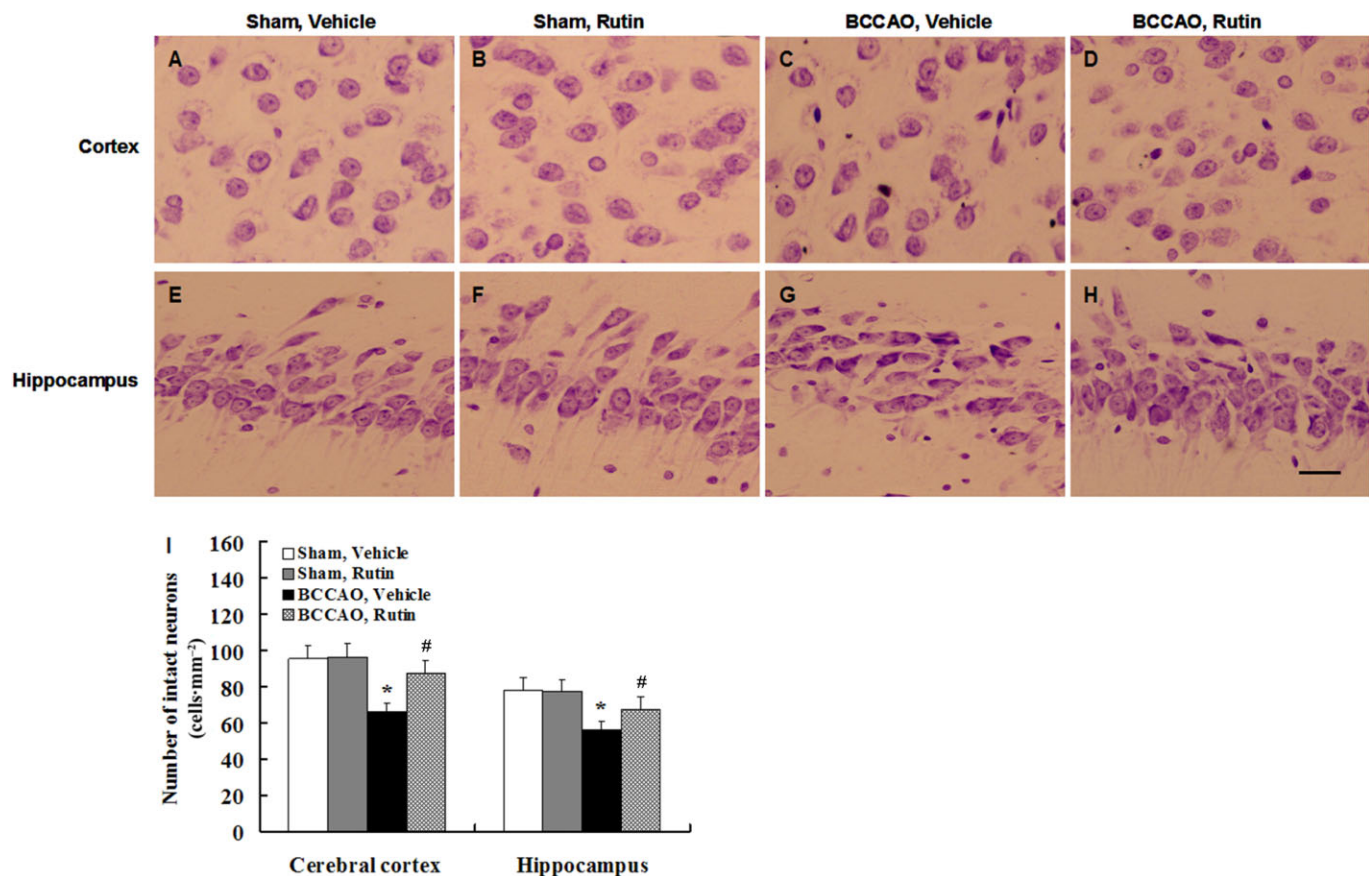 Sham, Vehicle Sham, Rutin BCCAO, Vehicle BCCAO, Rutin
A B C D
Cortex
E F G H
Hippocampus
I
160
140
120
100
80
60
40
20
0
Number of intact neurons
(cells·mm⁻²)
Sham, Vehicle
Sham, Rutin
BCCAO, Vehicle
BCCAO, Rutin
* #
* #
Cerebral cortex Hippocampus